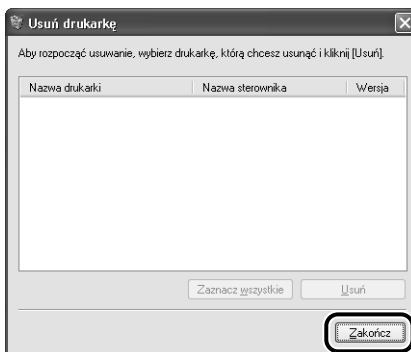 Usuń drukarkę
Aby rozpocząć usuwanie, wybierz drukarkę, którą chcesz usunąć i kliknij [Usuń].
Nazwa drukarki Nazwa sterownika Wersja
Zaznacz wszystkie Usuń
Zakończ